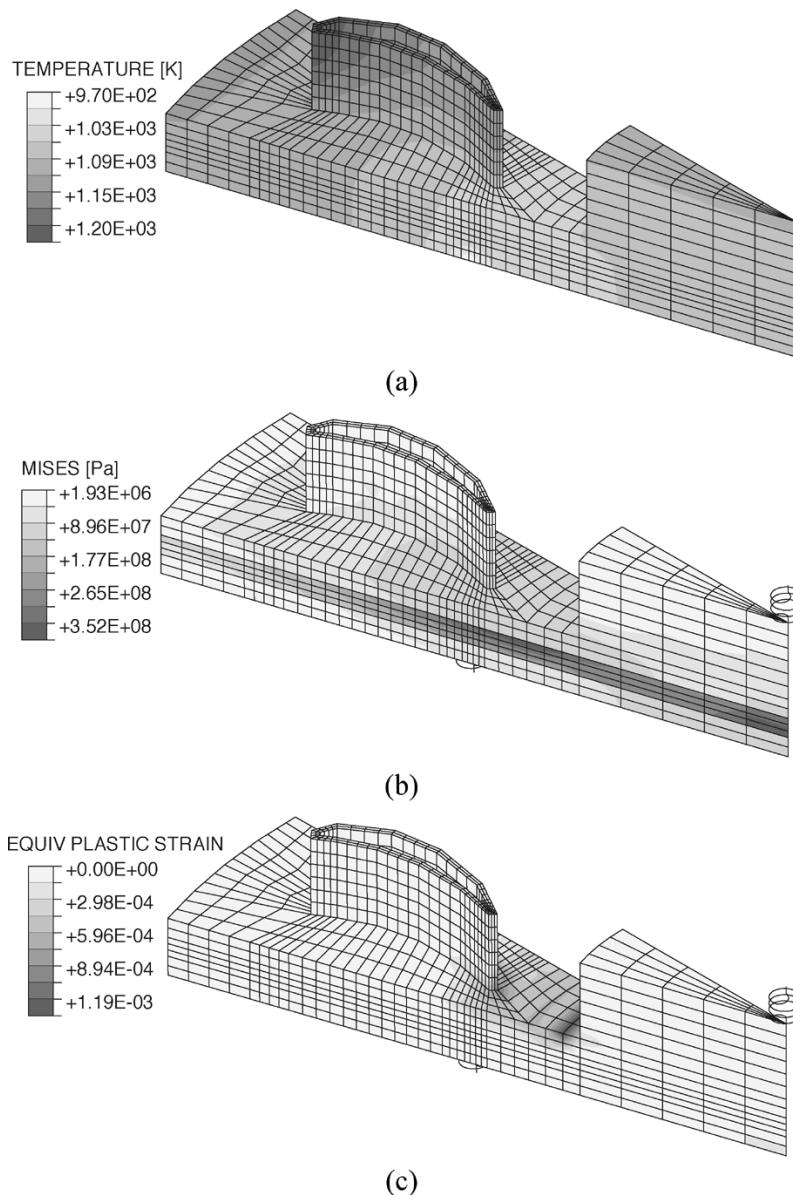 TEMPERATURE [K]
+9.70E+02
+1.03E+03
+1.09E+03
+1.15E+03
+1.20E+03
(a)
MISES [Pa]
+1.93E+06
+8.96E+07
+1.77E+08
+2.65E+08
+3.52E+08
(b)
EQUIV PLASTIC STRAIN
+0.00E+00
+2.98E-04
+5.96E-04
+8.94E-04
+1.19E-03
(c)